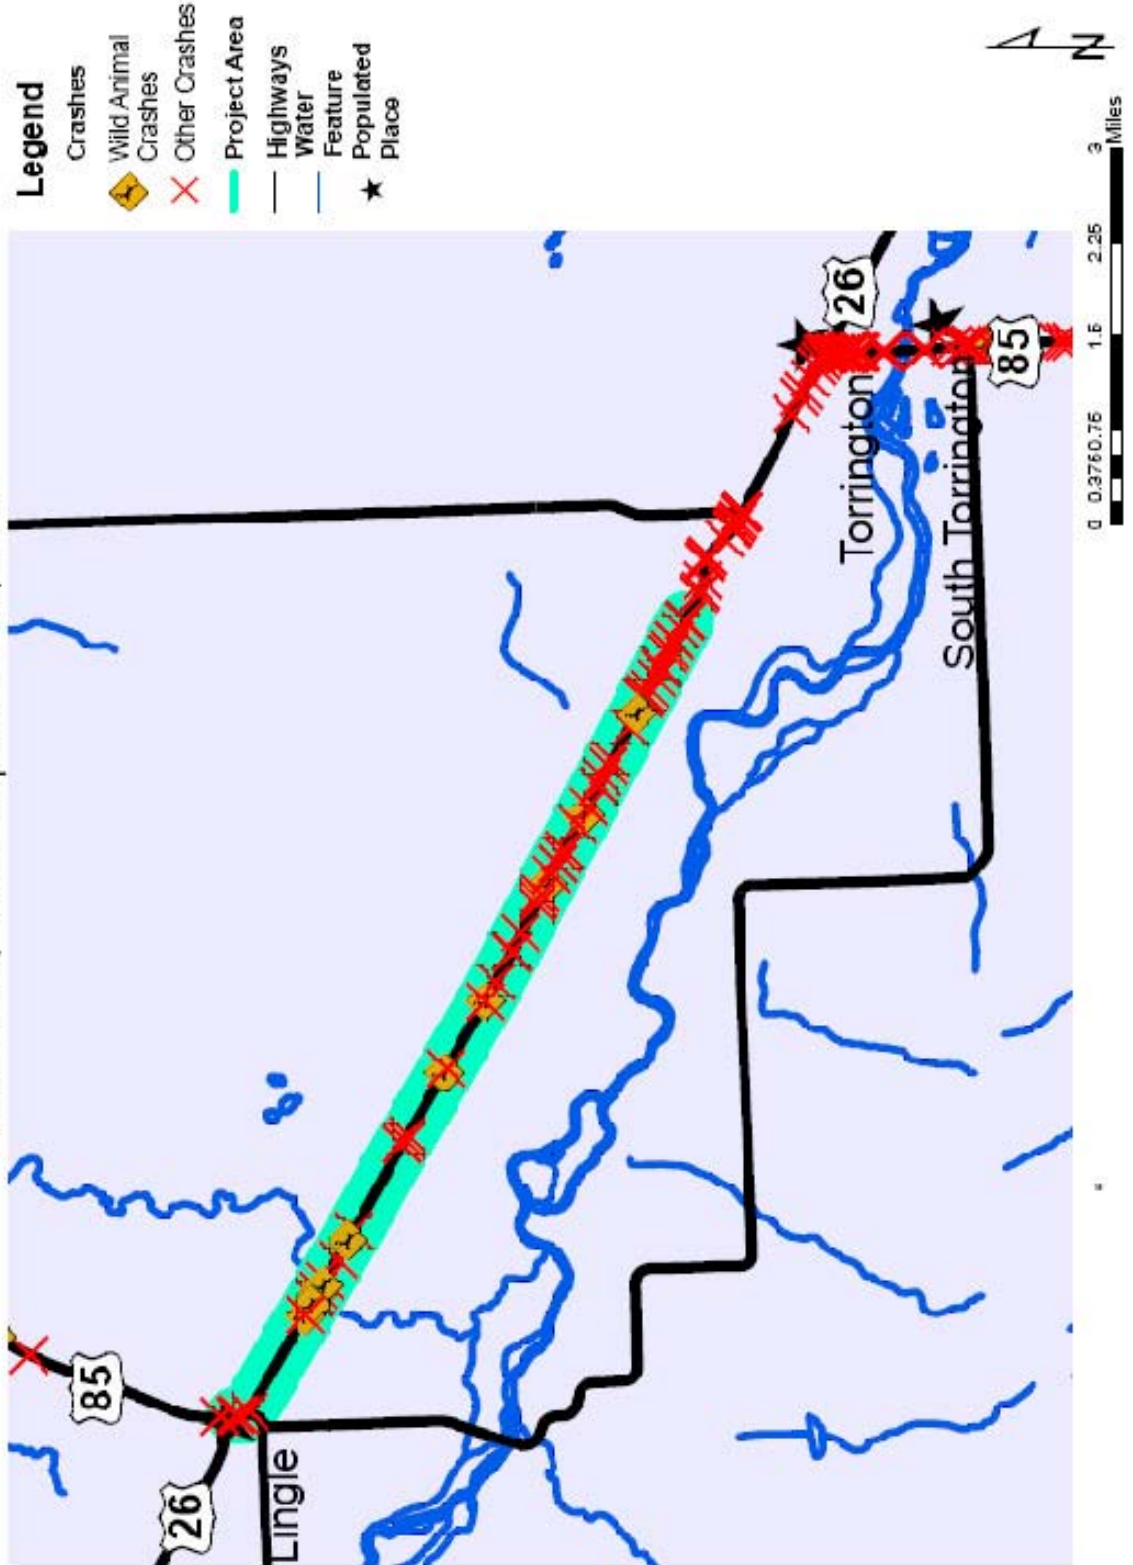 Legend
Crashes
Wild Animal
Crashes
Other Crashes
Project Area
Highways
Water
Feature
Populated
Place
N
26
85
Lingle
Torrington
26
South Torrington
85
0 0.375 0.75 1.5 2.25 3
Miles